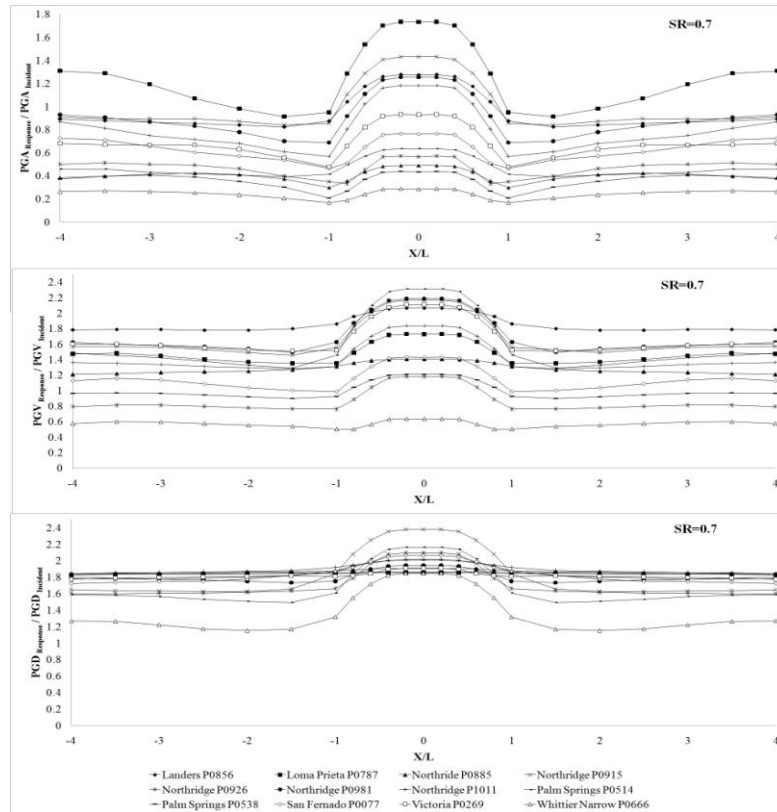 SR=0.7
PGA Response / PGA Incident
1.8
1.6
1.4
1.2
1
0.8
0.6
0.4
0.2
0
-4 -3 -2 -1 0 1 2 3 4
X/L
SR=0.7
PGV Response / PGV Incident
2.4
2.2
2
1.8
1.6
1.4
1.2
1
0.8
0.6
0.4
0.2
0
-4 -3 -2 -1 0 1 2 3 4
X/L
SR=0.7
PGD Response / PGD Incident
2.4
2.2
2
1.8
1.6
1.4
1.2
1
0.8
0.6
0.4
0.2
0
-4 -3 -2 -1 0 1 2 3 4
X/L
Landers P0856 Loma Prieta P0787 Northride P0885 Northridge P0915
Northridge P0926 Northridge P0981 Northridge P1011 Palm Springs P0514
Palm Springs P0538 San Fernado P0077 Victoria P0269 Whittier Narrow P0666